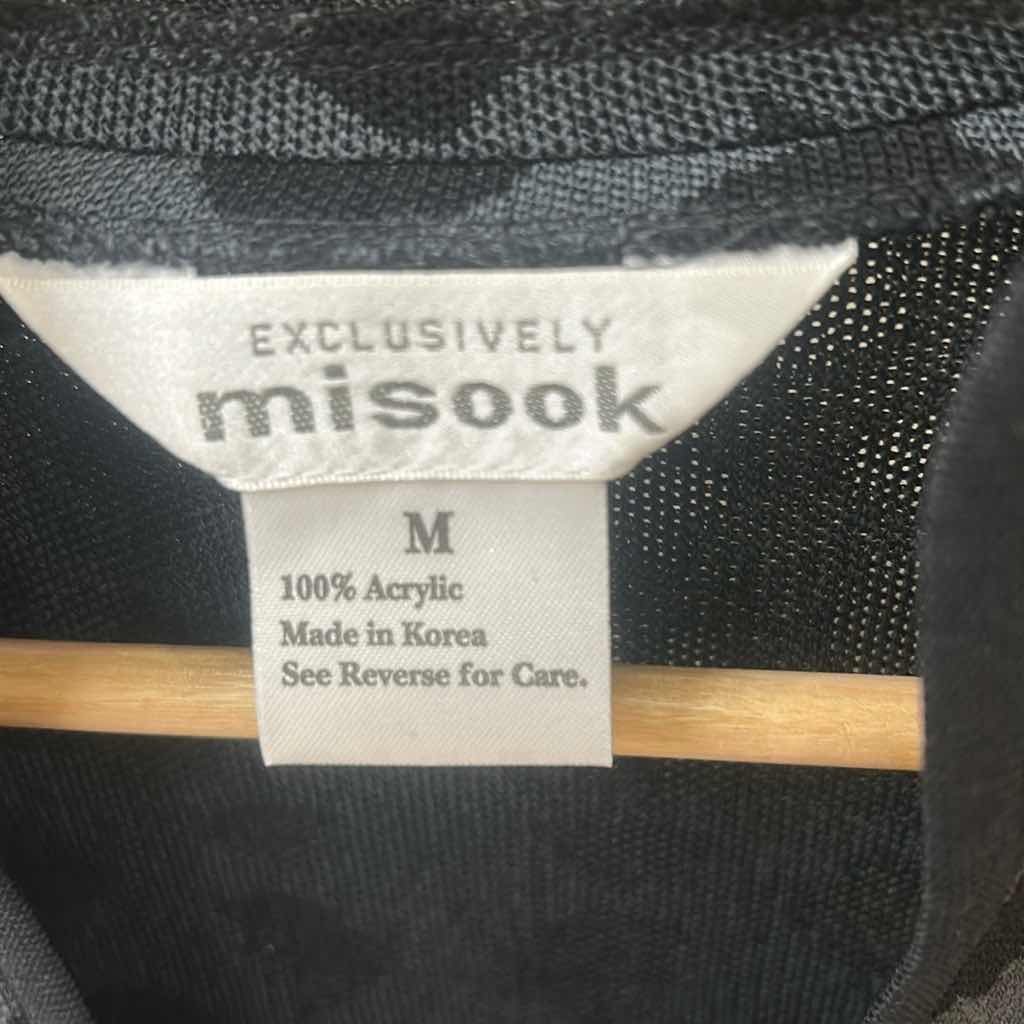 EXCLUSIVELY
misook
M
100% Acrylic
Made in Korea
See Reverse for Care.